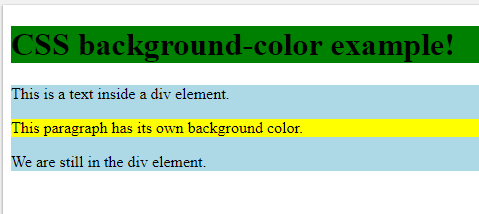 CSS background-color example!
This is a text inside a div element.
This paragraph has its own background color.
We are still in the div element.